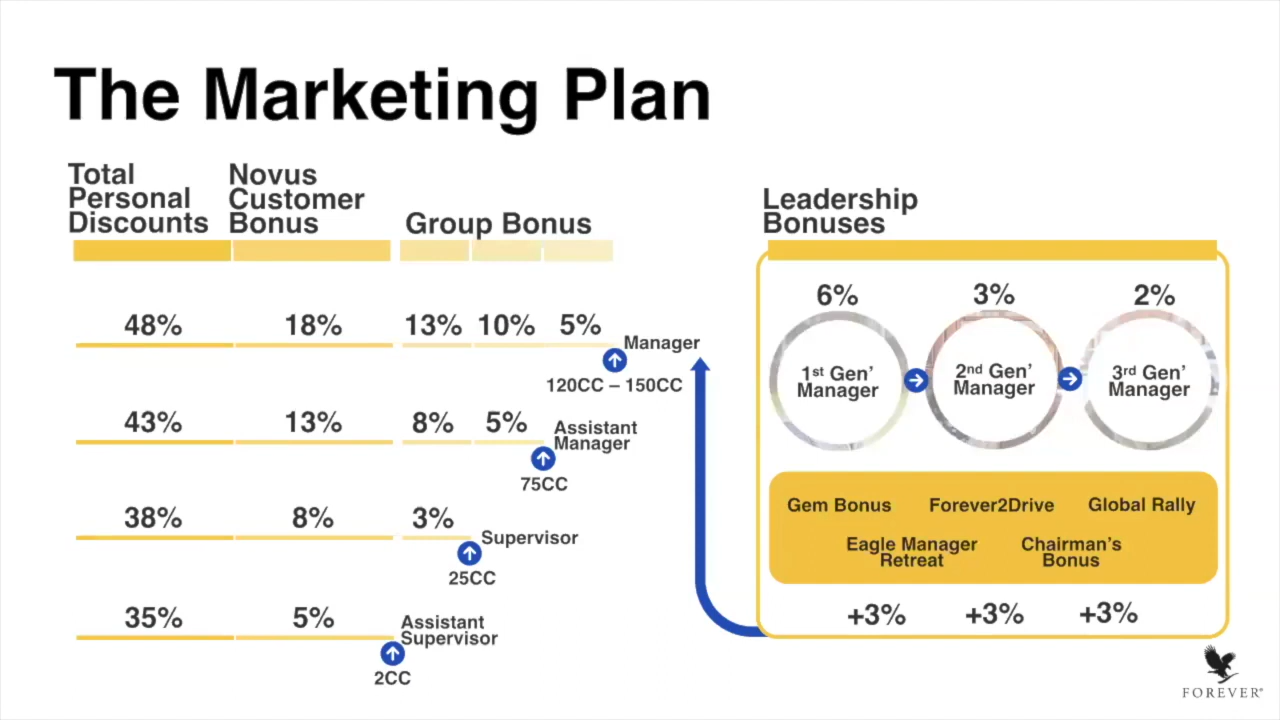 The Marketing Plan
Total
Personal
Discounts
Novus
Customer
Bonus
Group Bonus
48% 18% 13% 10% 5%
Manager
120CC – 150CC
43% 13% 8% 5%
Assistant
Manager
75CC
38% 8% 3%
Supervisor
25CC
35% 5%
Assistant
Supervisor
2CC
Leadership
Bonuses
6% 3% 2%
1st Gen’
Manager
2nd Gen’
Manager
3rd Gen’
Manager
Gem Bonus Forever2Drive Global Rally
Eagle Manager
Retreat
Chairman’s
Bonus
+3% +3% +3%
FOREVER®